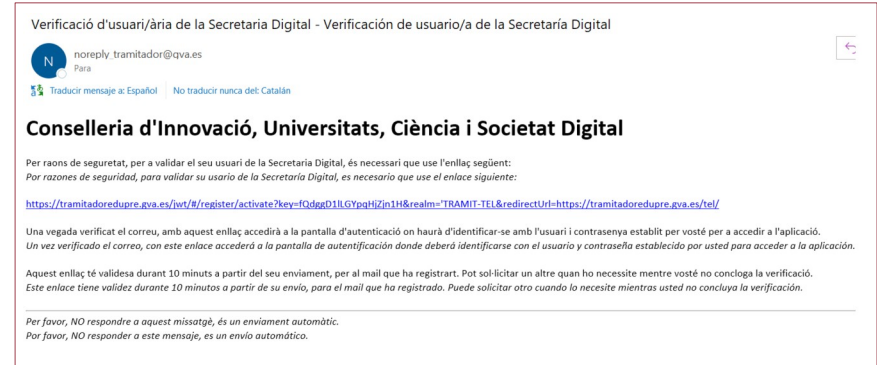 Verificació d'usuari/ària de la Secretaria Digital - Verificación de usuario/a de la Secretaría Digital
N
noreply_tramitador@gva.es
Para
Traducir mensaje a: Español No traducir nunca del: Catalán
Conselleria d'Innovació, Universitats, Ciència i Societat Digital
Per raons de seguretat, per a validar el seu usuari de la Secretaria Digital, és necessari que use l'enllaç següent:
Por razones de seguridad, para validar su usario de la Secretaría Digital, es necesario que use el enlace siguiente:
https://tramitadoredupre.gva.es/jwt/#/register/activate?key=fQdggD1lLGYpqHjZjn1H&realm='TRAMIT-TEL&redirectUrl=https://tramitadoredupre.gva.es/tel/
Una vegada verificat el correu, amb aquest enllaç accedirà a la pantalla d'autenticació on haurà d'identificar-se amb l'usuari i contrasenya establit per vosté per a accedir a l'aplicació.
Un vez verificado el correo, con este enlace accederá a la pantalla de autentificación donde deberá identificarse con el usuario y contraseña establecido por usted para acceder a la aplicación.
Aquest enllaç té validesa durant 10 minuts a partir del seu enviament, per al mail que ha registrart. Pot sol·licitar un altre quan ho necessite mentre vosté no concloga la verificació.
Este enlace tiene validez durante 10 minutos a partir de su envío, para el mail que ha registrado. Puede solicitar otro cuando lo necesite mientras usted no concluya la verificación.
Per favor, NO respondre a aquest missatgè, és un enviament automàtic.
Por favor, NO responder a este mensaje, es un envío automático.